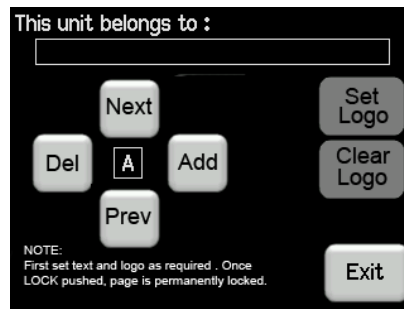 This unit belongs to :
Next
Set
Logo
Del
A
Add
Clear
Logo
Prev
NOTE:
First set text and logo as required . Once
LOCK pushed, page is permanently locked.
Exit